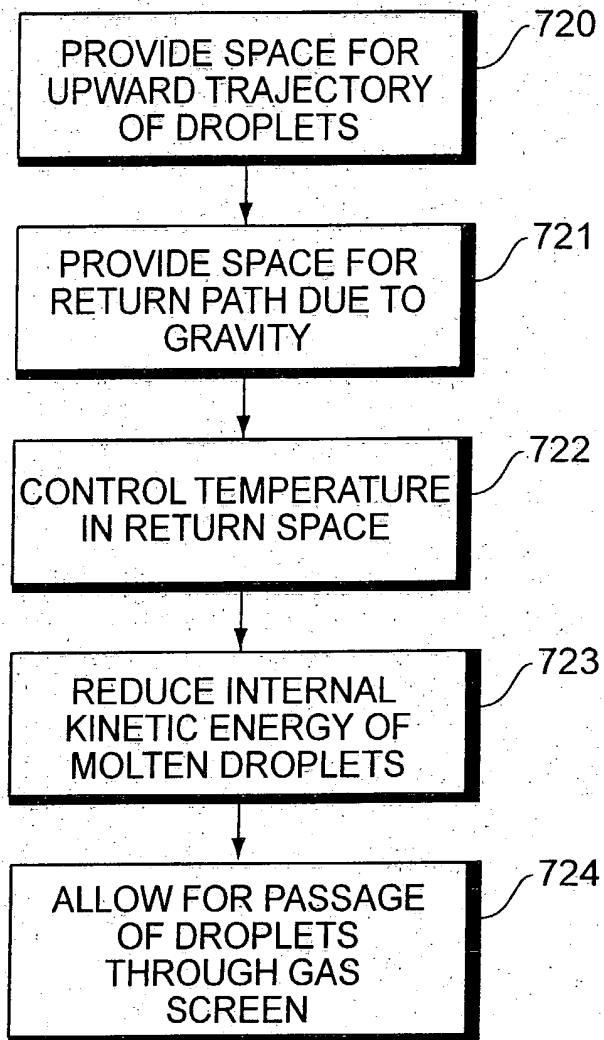 720
PROVIDE SPACE FOR
UPWARD TRAJECTORY
OF DROPLETS
721
PROVIDE SPACE FOR
RETURN PATH DUE TO
GRAVITY
722
CONTROL TEMPERATURE
IN RETURN SPACE
723
REDUCE INTERNAL
KINETIC ENERGY OF
MOLTEN DROPLETS
724
ALLOW FOR PASSAGE
OF DROPLETS
THROUGH GAS
SCREEN